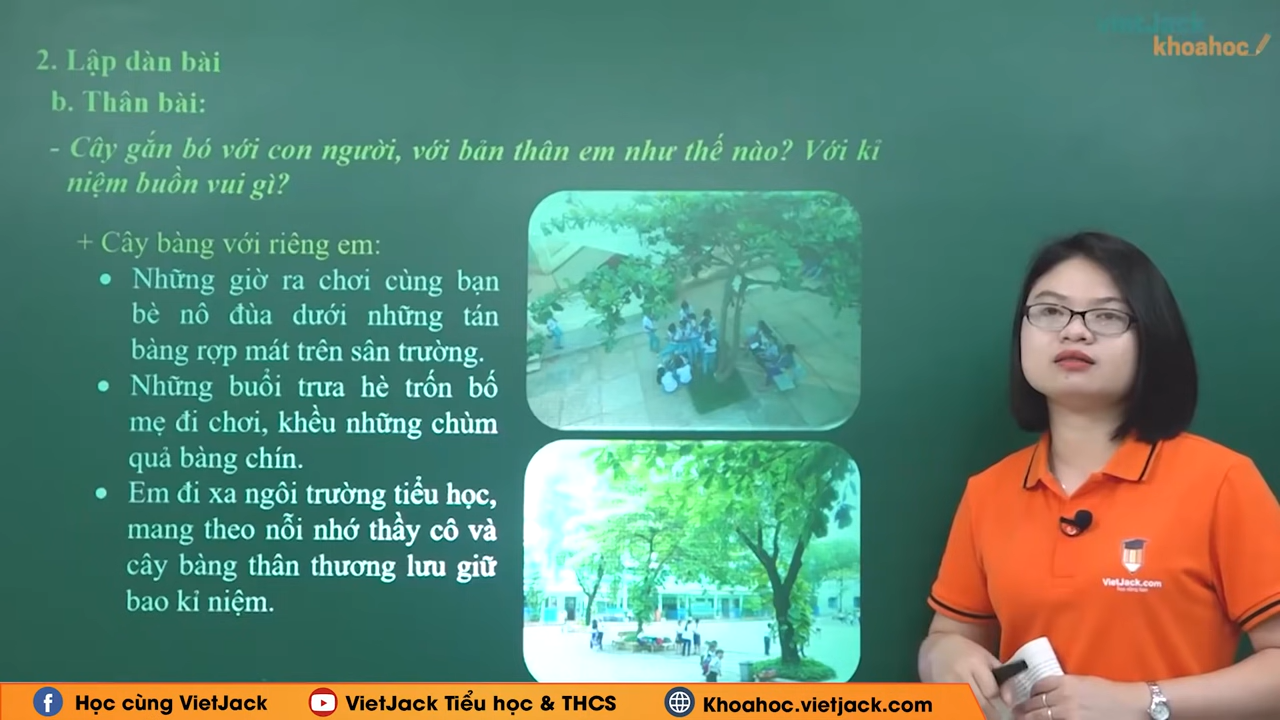 vietjack
khoahoc
2. Lập dàn bài
b. Thân bài:
- Cây gắn bó với con người, với bản thân em như thế nào? Với kỉ
niệm buồn vui gì?
+ Cây bàng với riêng em:
Những giờ ra chơi cùng bạn
bè nô đùa dưới những tán
bàng rợp mát trên sân trường.
Những buổi trưa hè trốn bố
mẹ đi chơi, khều những chùm
quả bàng chín.
Em đi xa ngôi trường tiểu học,
mang theo nỗi nhớ thầy cô và
cây bàng thân thương lưu giữ
bao kỉ niệm.
VietJack.com
Học cùng VietJack
VietJack Tiểu học & THCS
Khoahoc.vietjack.com